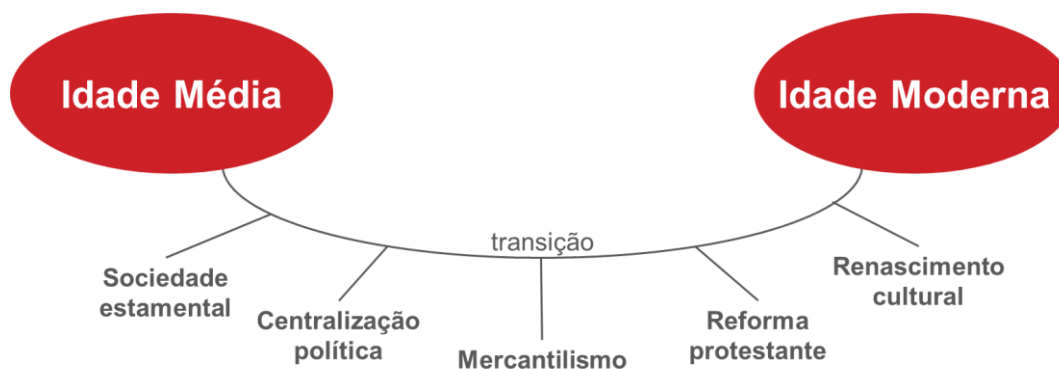 Idade Média
Idade Moderna
transição
Sociedade
estamental
Centralização
política
Mercantilismo
Reforma
protestante
Renascimento
cultural